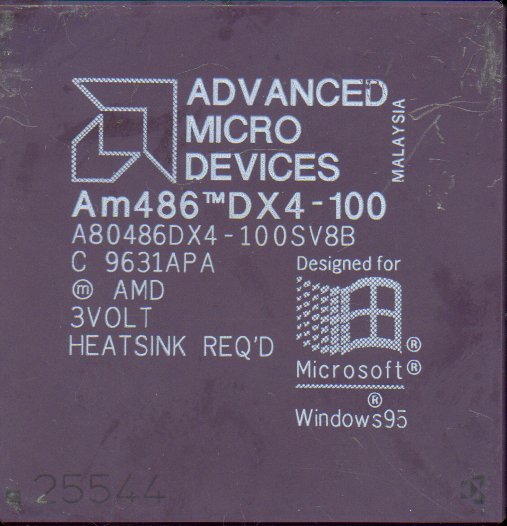 ADVANCED
MICRO
DEVICES
MALAYSIA
Am486™DX4-100
A80486DX4-100SV8B
C 9631APA
ⓜ AMD
3VOLT
HEATSINK REQ'D
Designed for
®
Microsoft®
®
Windows95
25544